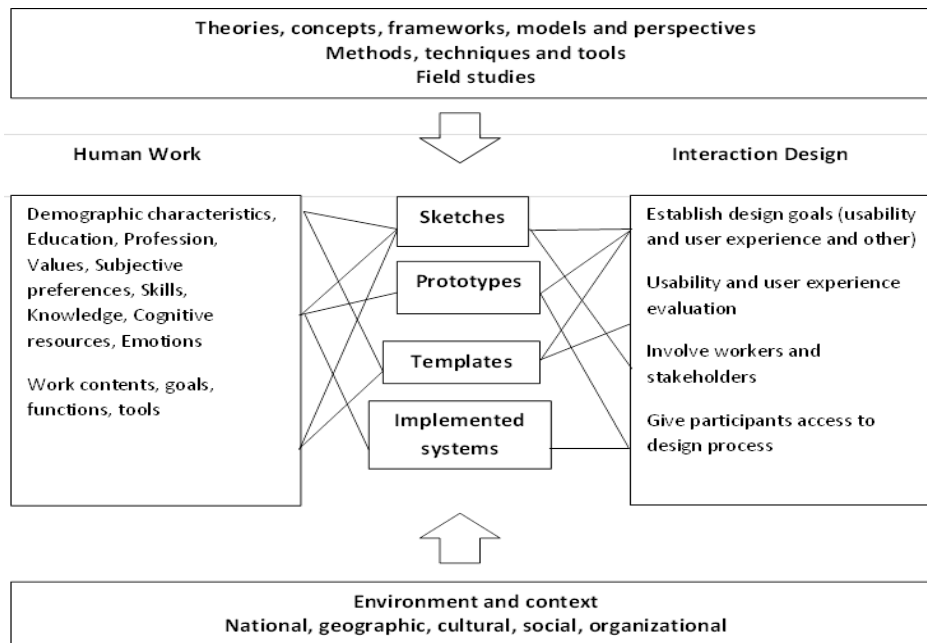 Theories, concepts, frameworks, models and perspectives
Methods, techniques and tools
Field studies
Human Work
Interaction Design
Demographic characteristics,
Education, Profession,
Values, Subjective
preferences, Skills,
Knowledge, Cognitive
resources, Emotions
Work contents, goals,
functions, tools
Sketches
Prototypes
Templates
Implemented
systems
Establish design goals (usability
and user experience and other)
Usability and user experience
evaluation
Involve workers and
stakeholders
Give participants access to
design process
Environment and context
National, geographic, cultural, social, organizational